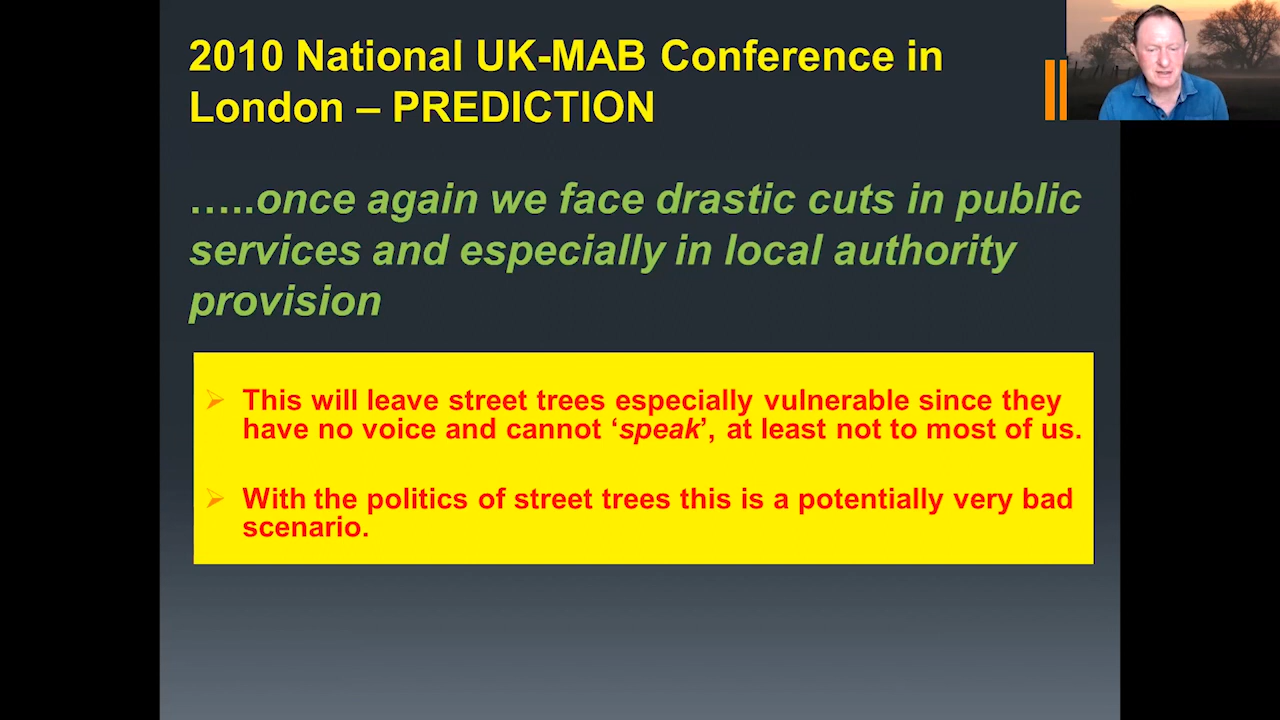 2010 National UK-MAB Conference in
London – PREDICTION
…..once again we face drastic cuts in public
services and especially in local authority
provision
This will leave street trees especially vulnerable since they
have no voice and cannot ‘speak’, at least not to most of us.
With the politics of street trees this is a potentially very bad
scenario.